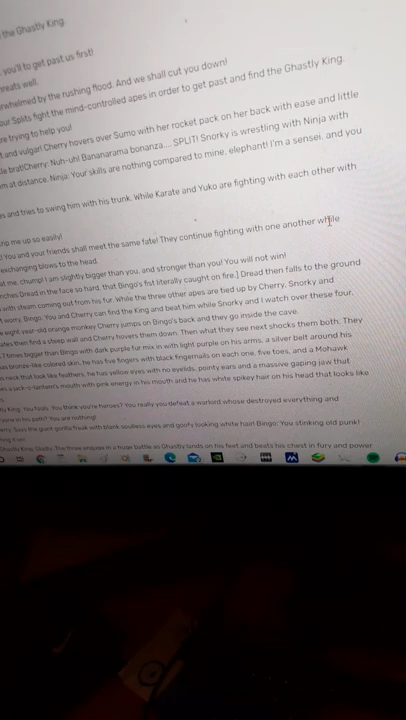 the Ghastly King.
you'll to get past us first!
threats well.
overwhelmed by the rushing flood. And we shall cut you down!
our Splits fight the mind-controlled apes in order to get past and find the Ghastly King.
're trying to help you!
and vulgar! Cherry hovers over Sumo with her rocket pack on her back with ease and little
brat!Cherry: Nuh-uh! Bananarama bonanza.... SPLIT! Snorky is wrestling with Ninja with
at distance. Ninja: Your skills are nothing compared to mine, elephant! I'm a sensei, and you
and tries to swing him with his trunk. While Karate and Yuko are fighting with each other with
me up so easily!
You and your friends shall meet the same fate! They continue fighting with one another while
exchanging blows to the head.
me, chump! I am slightly bigger than you, and stronger than you! You will not win!
Dread in the face so hard, that Bingo's fist literally caught on fire.) Dread then falls to the ground
with steam coming out from his fur. While the three other apes are tied up by Cherry, Snorky and
worry, Bingo. You and Cherry can find the King and beat him while Snorky and I watch over these four.
eight year-old orange monkey Cherry jumps on Bingo's back and they go inside the cave.
then find a steep wall and Cherry hovers them down. Then what they see next shocks them both. They
7 times bigger than Bingo with dark purple fur mix in with light purple on his arms, a silver belt around his
bronze-like colored skin, he has five fingers with black fingernails on each one, five toes, and a Mohawk
neck that look like feathers, he has yellow eyes with no eyelids, pointy ears and a massive gaping jaw that
a jack-o-lantern's mouth with pink energy in his mouth and he has white spikey hair on his head that looks like
King. You fools. You think you're heroes? You really you defeat a warlord whose destroyed everything and
in his path? You are nothing!
Says the giant gorilla freak with blank soulless eyes and goofy looking white hair! Bingo: You stinking old punk!
Ghastly King, Gladly. The three engages in a huge battle as Ghastly lands on his feet and beats his chest in fury and power